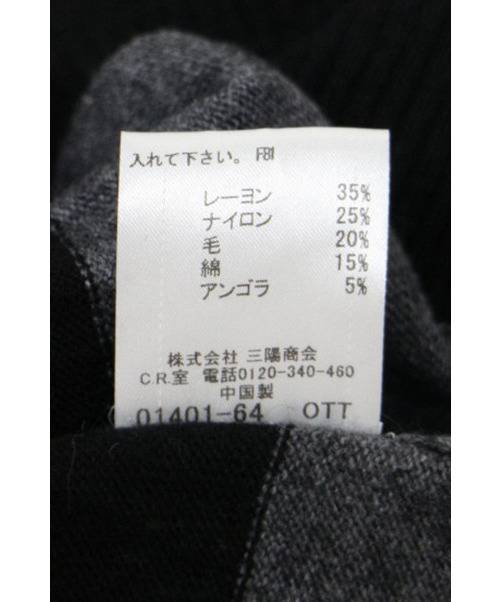 入れて下さい。 F81
レーヨン 35%
ナイロン 25%
毛 20%
綿 15%
アンゴラ 5%
株式会社 三陽商会
C.R.室 電話0120-340-460
中国製
01401-64 OTT